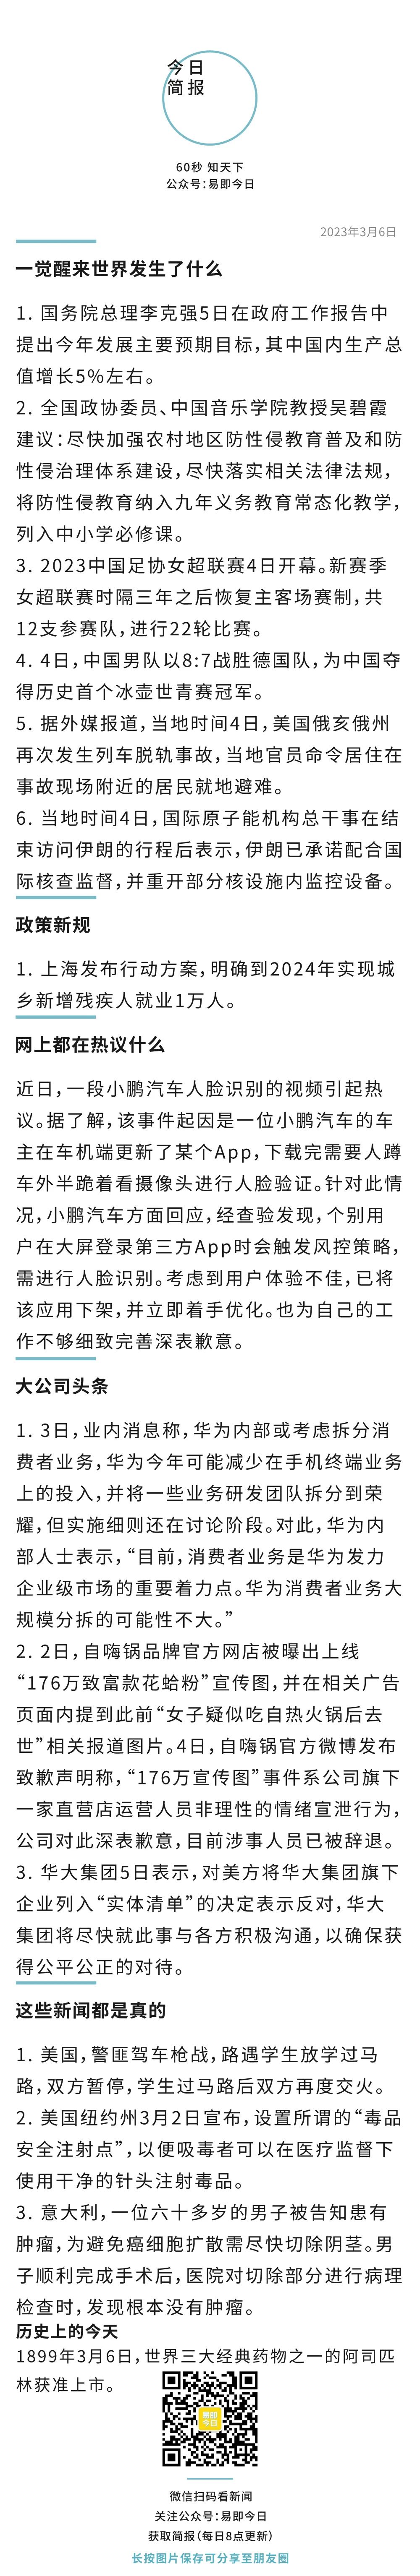 今日
简报
60秒 知天下
公众号：易即今日
2023年3月6日
一觉醒来世界发生了什么
1. 国务院总理李克强5日在政府工作报告中
提出今年发展主要预期目标，其中国内生产总
值增长5%左右。
2. 全国政协委员、中国音乐学院教授吴碧霞
建议：尽快加强农村地区防性侵教育普及和防
性侵治理体系建设，尽快落实相关法律法规，
将防性侵教育纳入九年义务教育常态化教学，
列入中小学必修课。
3. 2023中国足协女超联赛4日开幕。新赛季
女超联赛时隔三年之后恢复主客场赛制，共
12支参赛队，进行22轮比赛。
4. 4日，中国男队以8:7战胜德国队，为中国夺
得历史首个冰壶世青赛冠军。
5. 据外媒报道，当地时间4日，美国俄亥俄州
再次发生列车脱轨事故，当地官员命令居住在
事故现场附近的居民就地避难。
6. 当地时间4日，国际原子能机构总干事在结
束访问伊朗的行程后表示，伊朗已承诺配合国
际核查监督，并重开部分核设施内监控设备。
政策新规
1. 上海发布行动方案，明确到2024年实现城
乡新增残疾人就业1万人。
网上都在热议什么
近日，一段小鹏汽车人脸识别的视频引起热
议。据了解，该事件起因是一位小鹏汽车的车
主在车机端更新了某个App，下载完需要人蹲
车外半跪着看摄像头进行人脸验证。针对此情
况，小鹏汽车方面回应，经查验发现，个别用
户在大屏登录第三方App时会触发风控策略，
需进行人脸识别。考虑到用户体验不佳，已将
该应用下架，并立即着手优化。也为自己的工
作不够细致完善深表歉意。
大公司头条
1. 3日，业内消息称，华为内部或考虑拆分消
费者业务，华为今年可能减少在手机终端业务
上的投入，并将一些业务研发团队拆分到荣
耀，但实施细则还在讨论阶段。对此，华为内
部人士表示，“目前，消费者业务是华为发力
企业级市场的重要着力点。华为消费者业务大
规模分拆的可能性不大。”
2. 2日，自嗨锅品牌官方网店被曝出上线
“176万致富款花蛤粉”宣传图，并在相关广告
页面内提到此前“女子疑似吃自热火锅后去
世”相关报道图片。4日，自嗨锅官方微博发布
致歉声明称，“176万宣传图”事件系公司旗下
一家直营店运营人员非理性的情绪宣泄行为，
公司对此深表歉意，目前涉事人员已被辞退。
3. 华大集团5日表示，对美方将华大集团旗下
企业列入“实体清单”的决定表示反对，华大
集团将尽快就此事与各方积极沟通，以确保获
得公平公正的对待。
这些新闻都是真的
1. 美国，警匪驾车枪战，路遇学生放学过马
路，双方暂停，学生过马路后双方再度交火。
2. 美国纽约州3月2日宣布，设置所谓的“毒品
安全注射点”，以便吸毒者可以在医疗监督下
使用干净的针头注射毒品。
3. 意大利，一位六十多岁的男子被告知患有
肿瘤，为避免癌细胞扩散需尽快切除阴茎。男
子顺利完成手术后，医院对切除部分进行病理
检查时，发现根本没有肿瘤。
历史上的今天
1899年3月6日，世界三大经典药物之一的阿司匹
林获准上市。
易即
今日
微信扫码看新闻
关注公众号：易即今日
获取简报（每日8点更新）
长按图片保存可分享至朋友圈